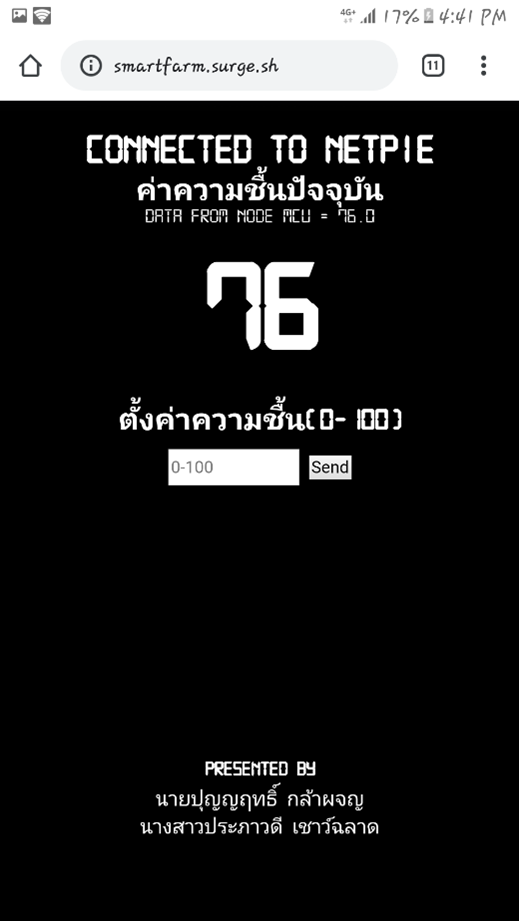 4G+ 17% 4:41 PM
smartfarm.surge.sh 11
CONNECTED TO NETPIE
ค่าความชื้นปัจจุบัน
DATA FROM NODE MCU = 76.0
76
ตั้งค่าความชื้น(0-100)
0-100 Send
PRESENTED BY
นายปุญญฤทธิ์ กล้าผจญ
นางสาวประภาวดี เชาว์ฉลาด